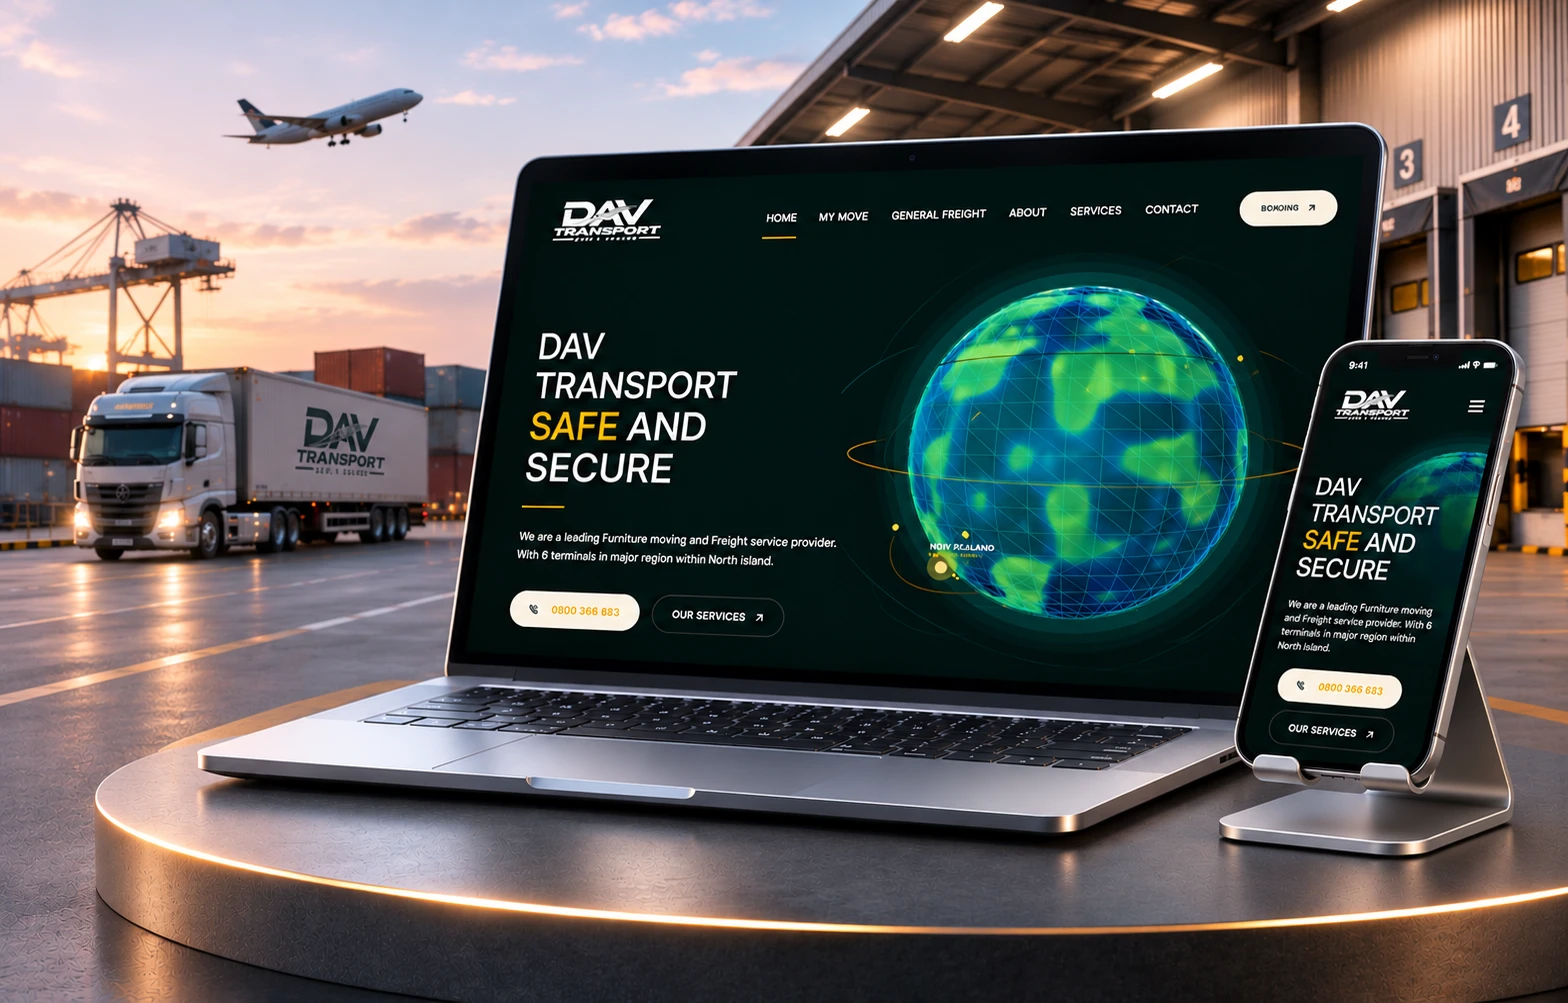 DAV
TRANSPORT
HOME
MY MOVE
GENERAL FREIGHT
ABOUT
SERVICES
CONTACT
BOMOING
DAV
TRANSPORT
SAFE AND
SECURE
We are a leading Furniture moving and Freight service provider.
With 6 terminals in major region within North island.
0800 366 683
OUR SERVICES
9:41
DAV
TRANSPORT
DAV
TRANSPORT
SAFE AND
SECURE
We are a leading Furniture moving
and Freight service provider. With 6
terminals in major region within
North Island.
0800 366 683
OUR SERVICES
DAV
TRANSPORT
3
4